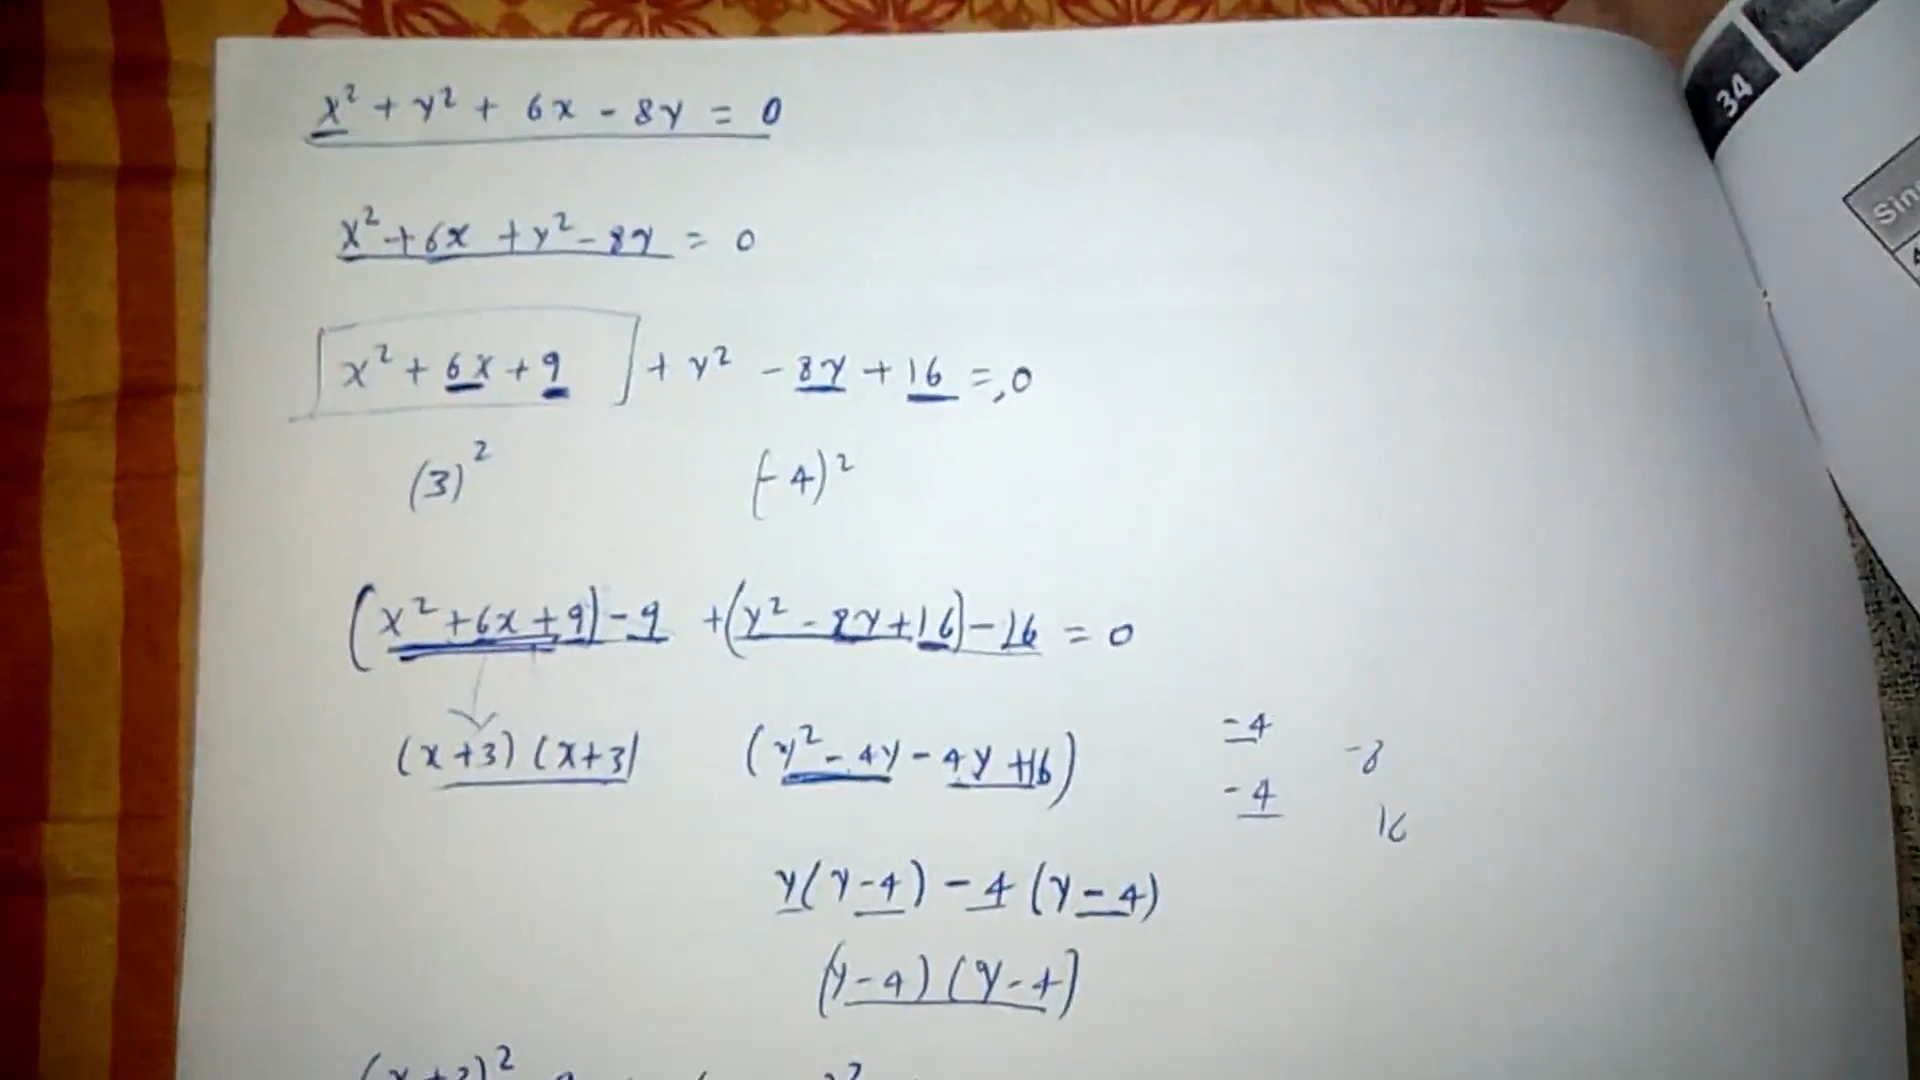 x² + y² + 6x - 8y = 0
x² + 6x + y² - 8y = 0
[x² + 6x + 9] + y² - 8y + 16 = 0
(3)² (-4)²
(x² + 6x + 9) - 9 + (y² - 8y + 16) - 16 = 0
(x + 3) (x + 3) (y² - 4y - 4y + 16) -4 -8
-4 16
y(y - 4) - 4 (y - 4)
(y - 4) (y - 4)
34